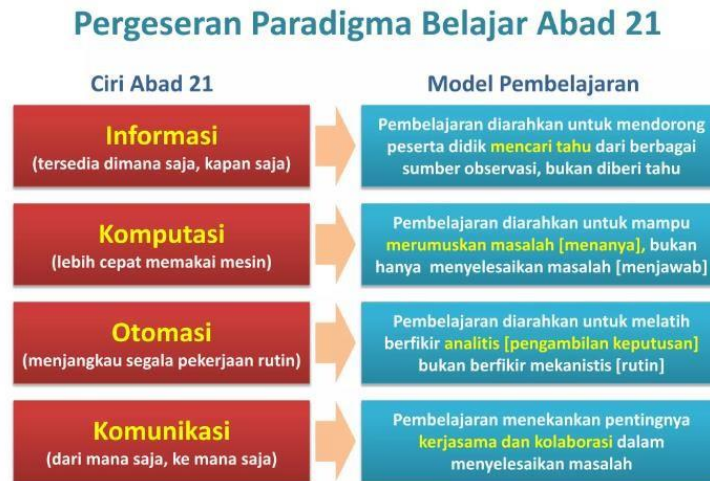 Pergeseran Paradigma Belajar Abad 21
Ciri Abad 21
Model Pembelajaran
Informasi
(tersedia dimana saja, kapan saja)
Pembelajaran diarahkan untuk mendorong
peserta didik mencari tahu dari berbagai
sumber observasi, bukan diberi tahu
Komputasi
(lebih cepat memakai mesin)
Pembelajaran diarahkan untuk mampu
merumuskan masalah [menanya], bukan
hanya menyelesaikan masalah [menjawab]
Otomasi
(menjangkau segala pekerjaan rutin)
Pembelajaran diarahkan untuk melatih
berfikir analitis [pengambilan keputusan]
bukan berfikir mekanistis [rutin]
Komunikasi
(dari mana saja, ke mana saja)
Pembelajaran menekankan pentingnya
kerjasama dan kolaborasi dalam
menyelesaikan masalah